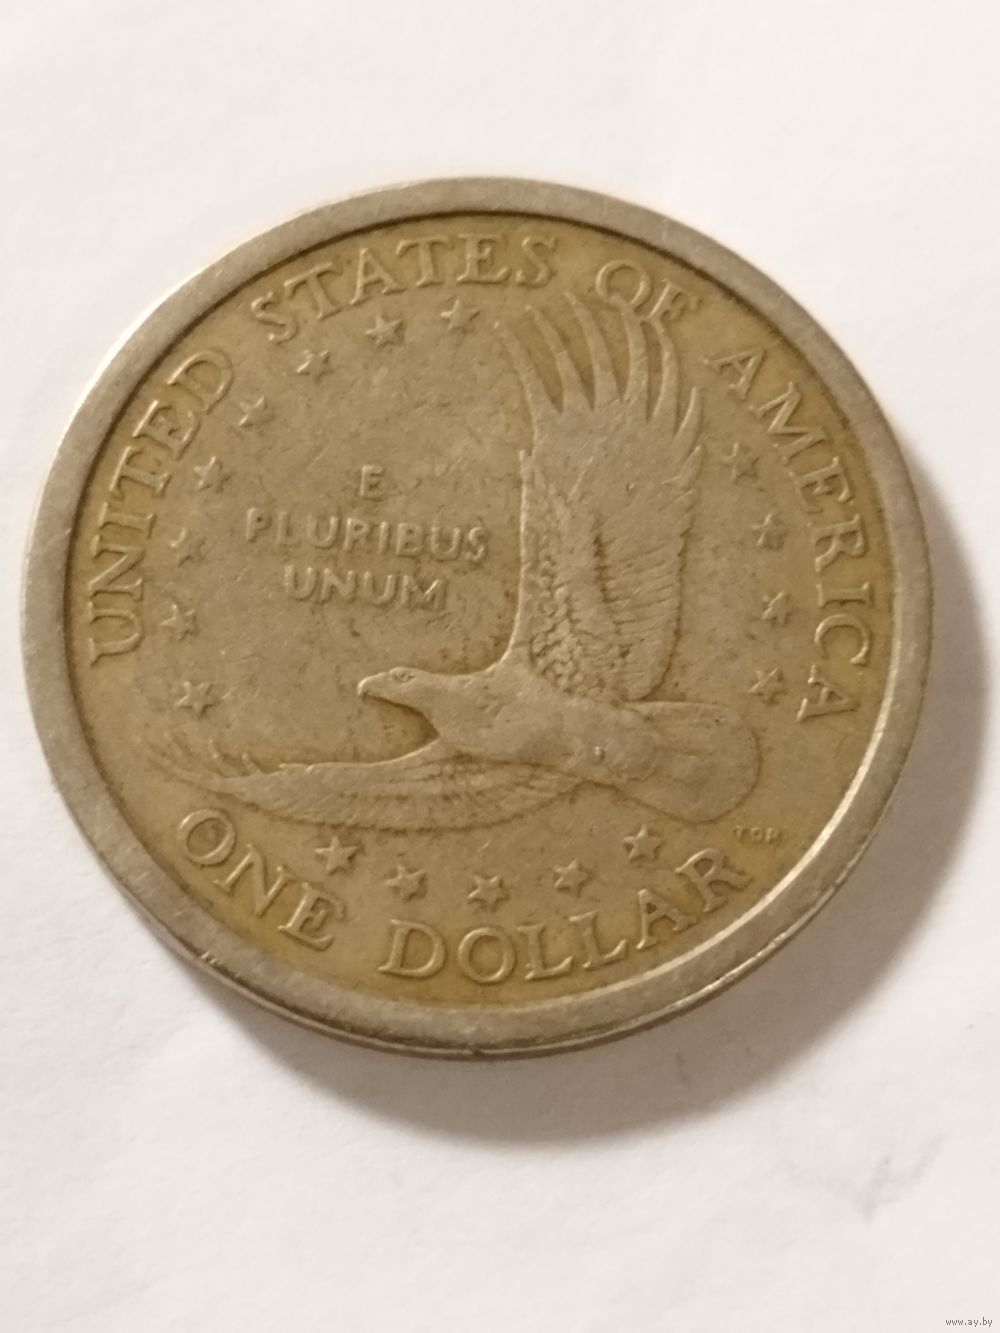 UNITED STATES OF AMERICA
E
PLURIBUS
UNUM
TDR
ONE DOLLAR
www.ay.by